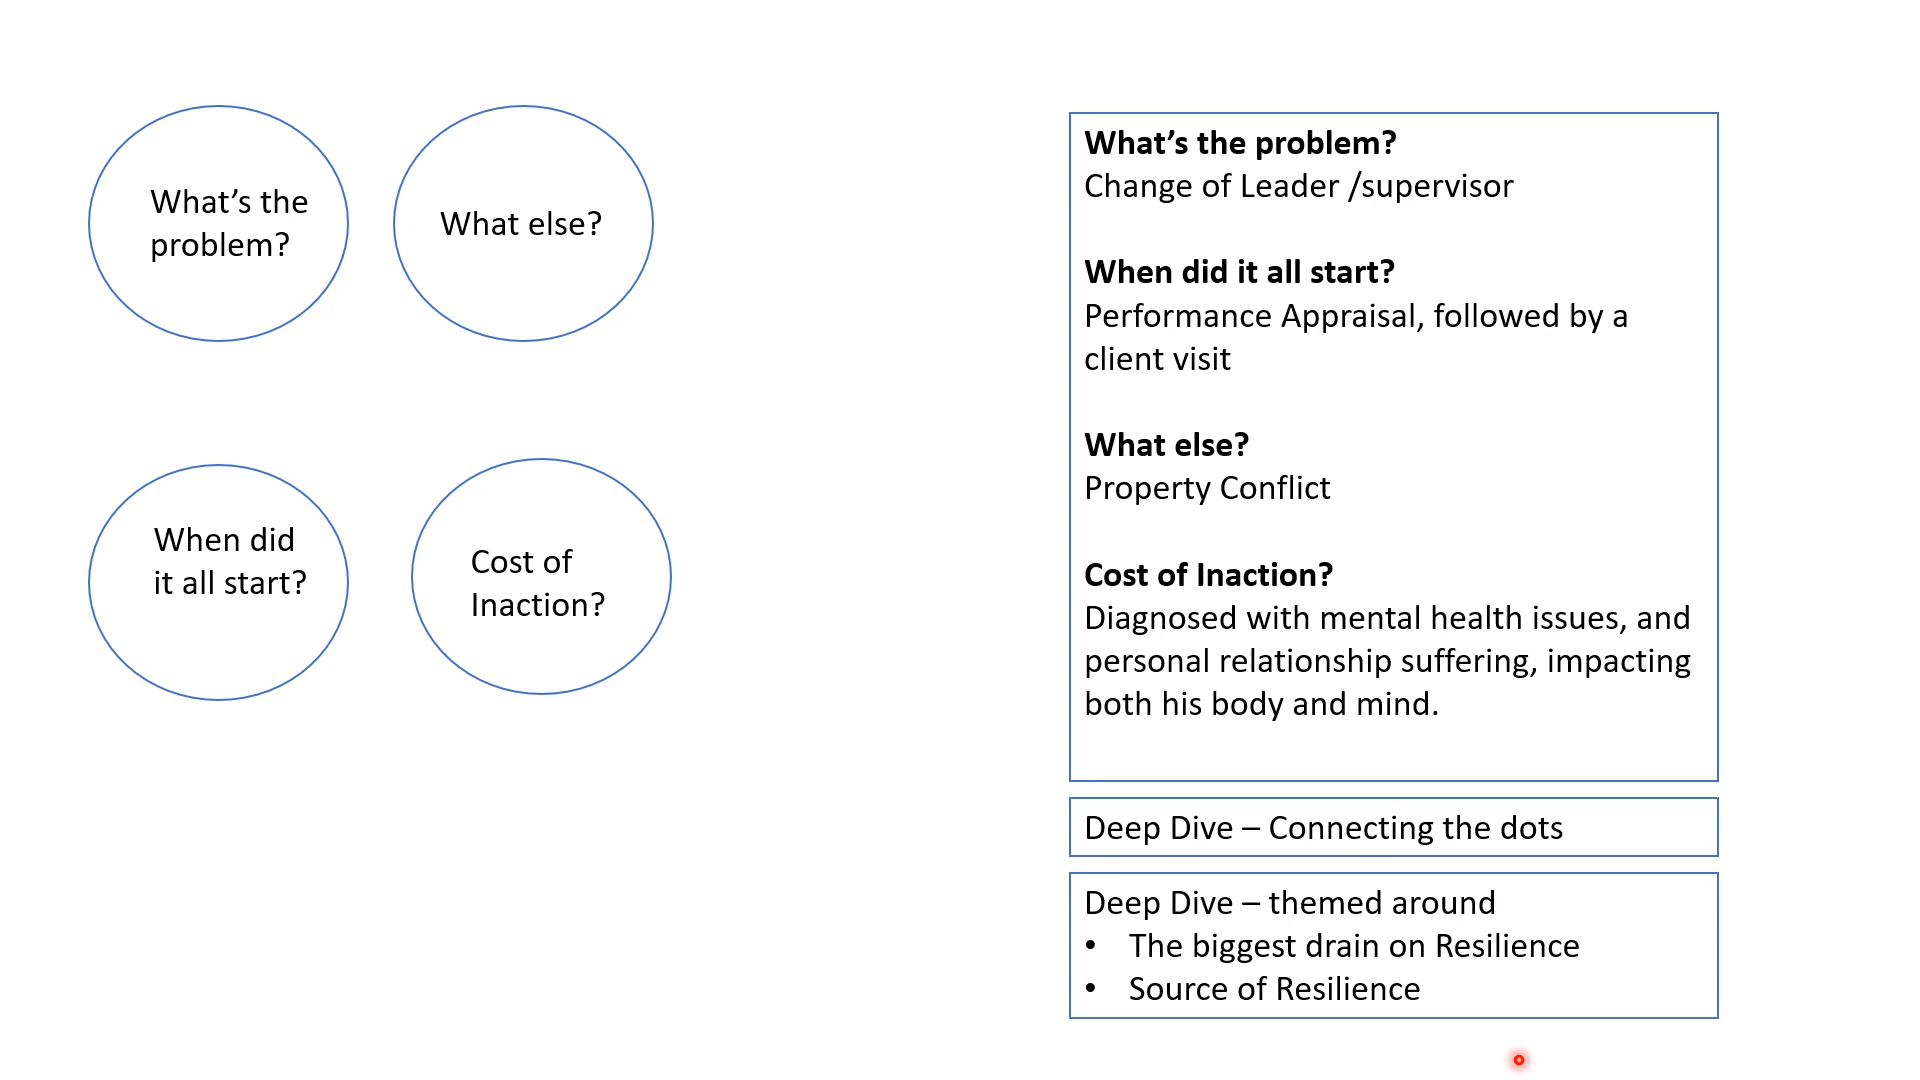 What’s the
problem?
What else?
When did
it all start?
Cost of
Inaction?
What’s the problem?
Change of Leader /supervisor
When did it all start?
Performance Appraisal, followed by a
client visit
What else?
Property Conflict
Cost of Inaction?
Diagnosed with mental health issues, and
personal relationship suffering, impacting
both his body and mind.
Deep Dive – Connecting the dots
Deep Dive – themed around
• The biggest drain on Resilience
• Source of Resilience